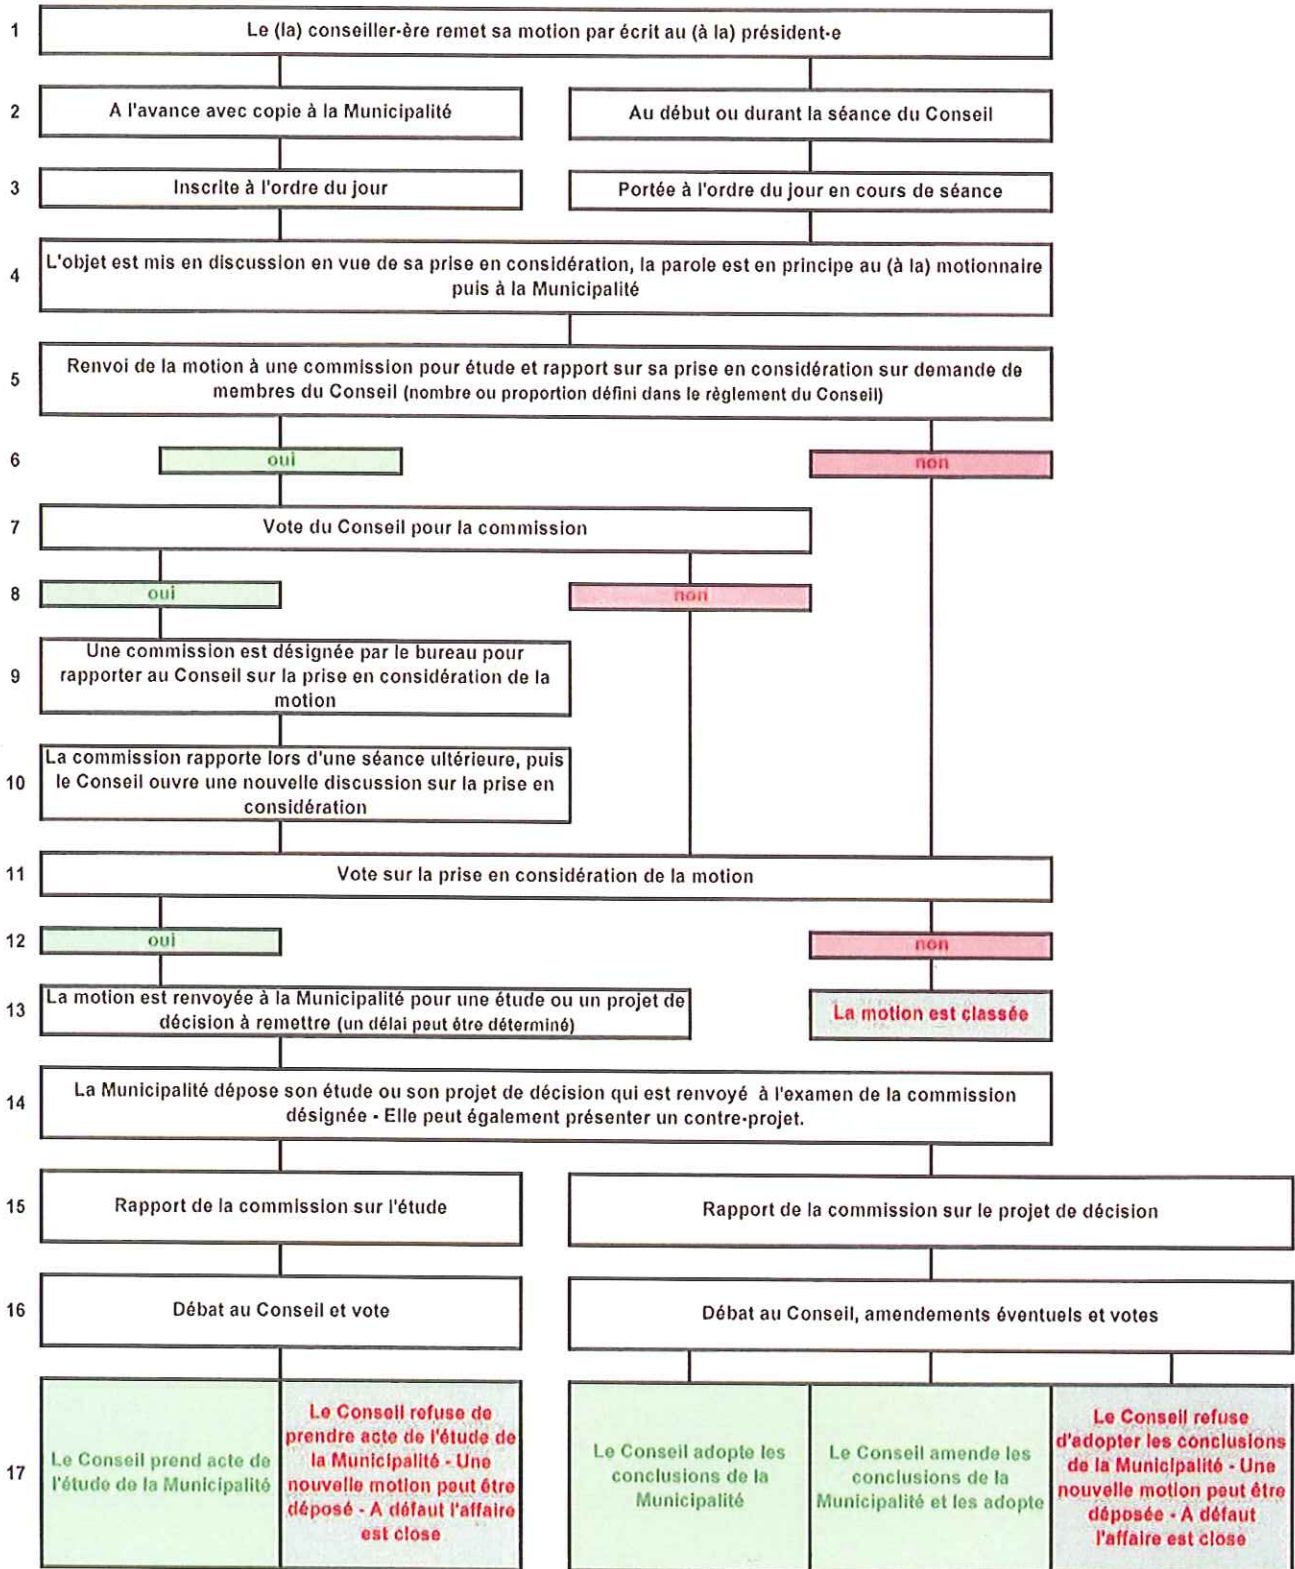 1
Le (la) conseiller-ère remet sa motion par écrit au (à la) président-e
2
A l'avance avec copie à la Municipalité
Au début ou durant la séance du Conseil
3
Inscrite à l'ordre du jour
Portée à l'ordre du jour en cours de séance
4
L'objet est mis en discussion en vue de sa prise en considération, la parole est en principe au (à la) motionnaire
puis à la Municipalité
5
Renvoi de la motion à une commission pour étude et rapport sur sa prise en considération sur demande de
membres du Conseil (nombre ou proportion défini dans le règlement du Conseil)
6
oui
non
7
Vote du Conseil pour la commission
8
oui
non
9
Une commission est désignée par le bureau pour
rapporter au Conseil sur la prise en considération de la
motion
10
La commission rapporte lors d'une séance ultérieure, puis
le Conseil ouvre une nouvelle discussion sur la prise en
considération
11
Vote sur la prise en considération de la motion
12
oui
non
13
La motion est renvoyée à la Municipalité pour une étude ou un projet de
décision à remettre (un délai peut être déterminé)
La motion est classée
14
La Municipalité dépose son étude ou son projet de décision qui est renvoyé à l'examen de la commission
désignée - Elle peut également présenter un contre-projet.
15
Rapport de la commission sur l'étude
Rapport de la commission sur le projet de décision
16
Débat au Conseil et vote
Débat au Conseil, amendements éventuels et votes
17
Le Conseil prend acte de
l'étude de la Municipalité
Le Conseil refuse de
prendre acte de l'étude de
la Municipalité - Une
nouvelle motion peut être
déposé - A défaut l'affaire
est close
Le Conseil adopte les
conclusions de la
Municipalité
Le Conseil amende les
conclusions de la
Municipalité et les adopte
Le Conseil refuse
d'adopter les conclusions
de la Municipalité - Une
nouvelle motion peut être
déposée - A défaut
l'affaire est close